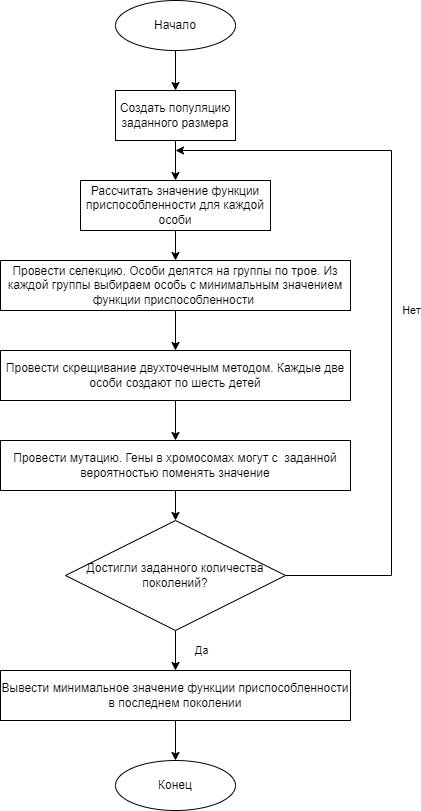 Начало
Создать популяцию
заданного размера
Рассчитать значение функции
приспособленности для каждой
особи
Провести селекцию. Особи делятся на группы по трое. Из
каждой группы выбираем особь с минимальным значением
функции приспособленности
Нет
Провести скрещивание двухточечным методом. Каждые две
особи создают по шесть детей
Провести мутацию. Гены в хромосомах могут с заданной
вероятностью поменять значение
Достигли заданного количества
поколений?
Да
Вывести минимальное значение функции приспособленности
в последнем поколении
Конец